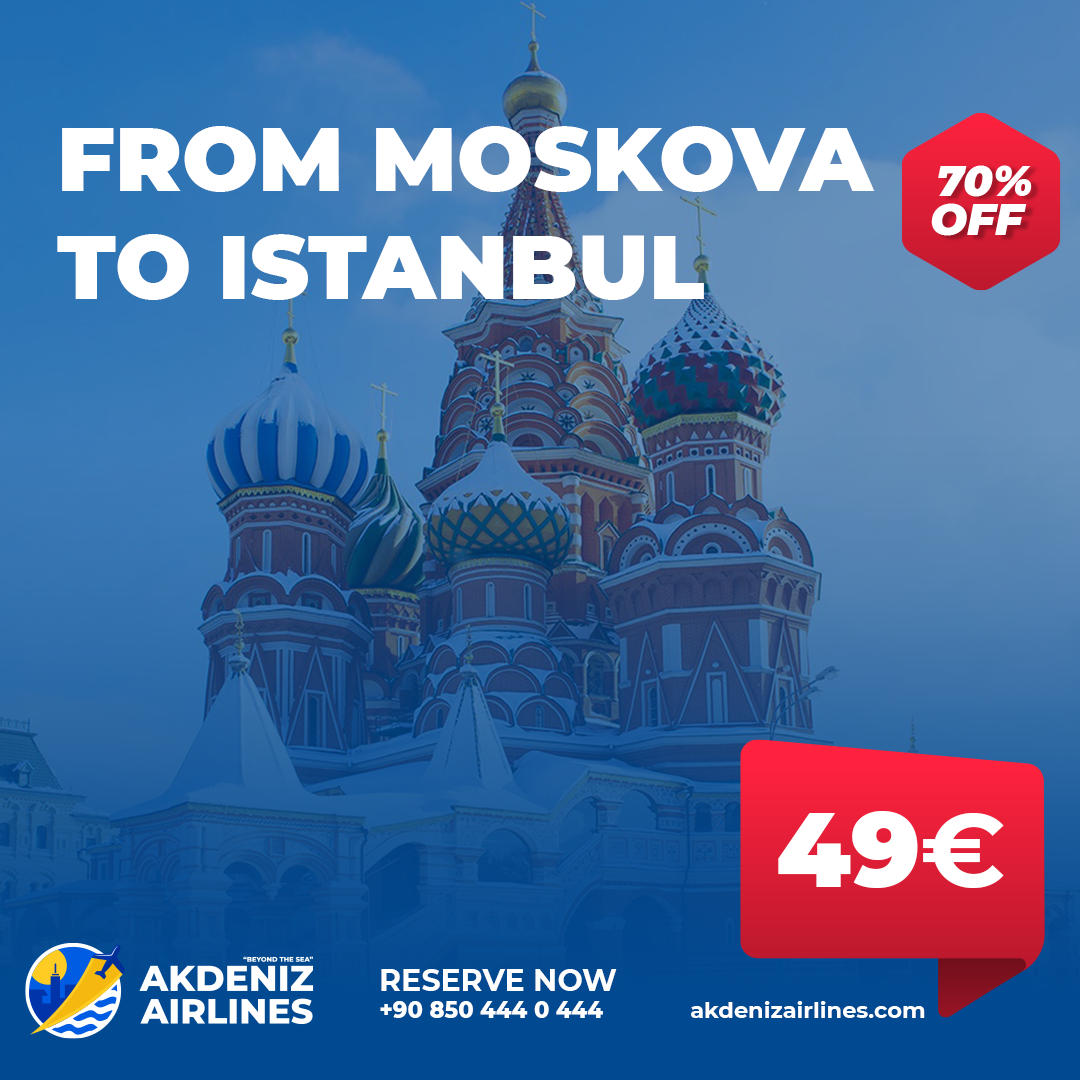 FROM MOSKOVA
TO ISTANBUL
70%
OFF
49€
"BEYOND THE SEA"
AKDENIZ
AIRLINES
RESERVE NOW
+90 850 444 0 444
akdenizairlines.com